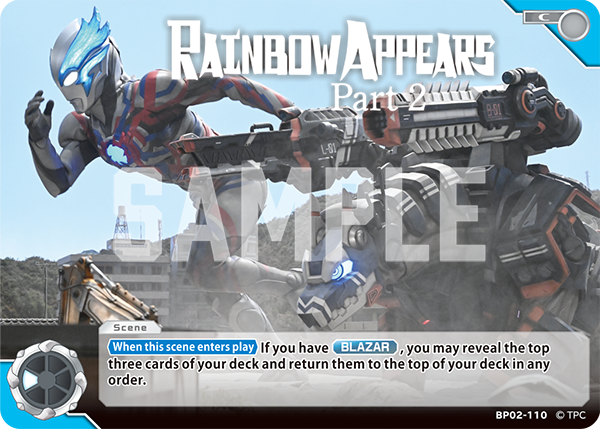 C
RAINBOW APPEARS
Part 2
B-01
L-01
SAMPLE
Scene
When this scene enters play If you have BLAZAR , you may reveal the top
three cards of your deck and return them to the top of your deck in any
order.
BP02-110 © TPC